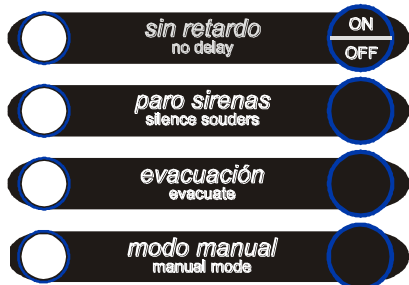 sin retardo
no delay
ON
OFF
paro sirenas
silence souders
evacuación
evacuate
modo manual
manual mode